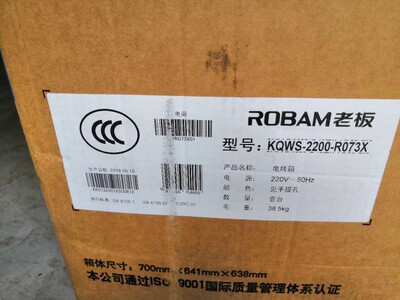 电商
ROBAM老板
CCC
型号: KQWS-2200-R073X
产品名称: 电烤箱
电 源: 220V~50Hz
颜 色: 见手提孔
数 量: 壹台
毛 重: 38.5kg
箱体尺寸: 700mm×641mm×638mm
本公司通过ISO9001国际质量管理体系认证